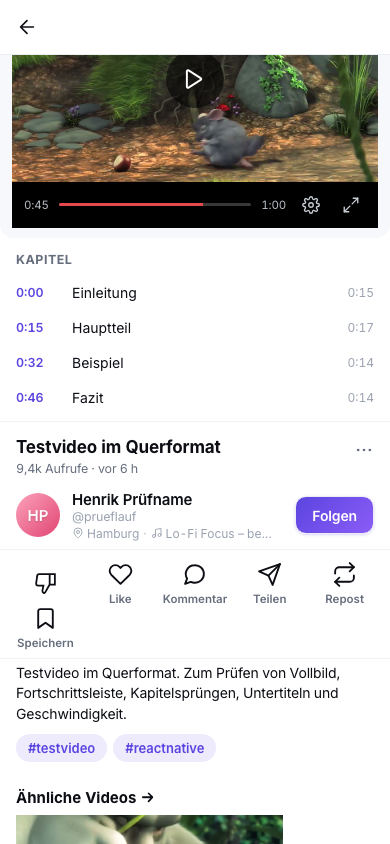 0:45 1:00
KAPITEL
0:00 Einleitung 0:15
0:15 Hauptteil 0:17
0:32 Beispiel 0:14
0:46 Fazit 0:14
Testvideo im Querformat
9,4k Aufrufe · vor 6 h
HP
Henrik Prüfname
@prueflauf
Hamburg · Lo-Fi Focus – be...
Folgen
Like Kommentar Teilen Repost
Speichern
Testvideo im Querformat. Zum Prüfen von Vollbild,
Fortschrittsleiste, Kapitelsprüngen, Untertiteln und
Geschwindigkeit.
#testvideo #reactnative
Ähnliche Videos →